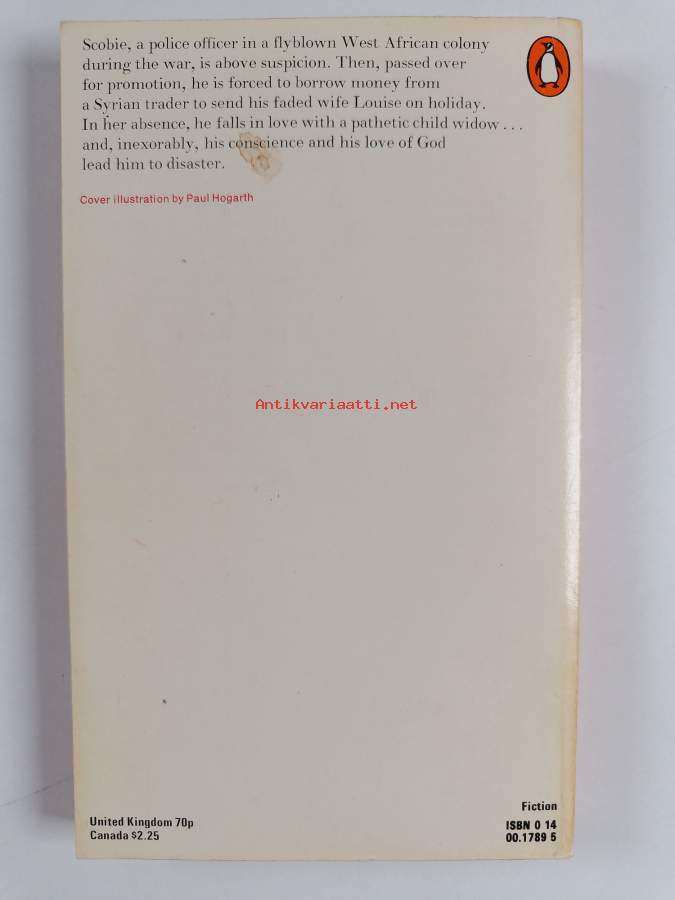 Scobie, a police officer in a flyblown West African colony
during the war, is above suspicion. Then, passed over
for promotion, he is forced to borrow money from
a Syrian trader to send his faded wife Louise on holiday.
In her absence, he falls in love with a pathetic child widow . . .
and, inexorably, his conscience and his love of God
lead him to disaster.
Cover illustration by Paul Hogarth
Antikvariaatti.net
Fiction
United Kingdom 70p
Canada $2.25
ISBN 0 14
00.1789 5